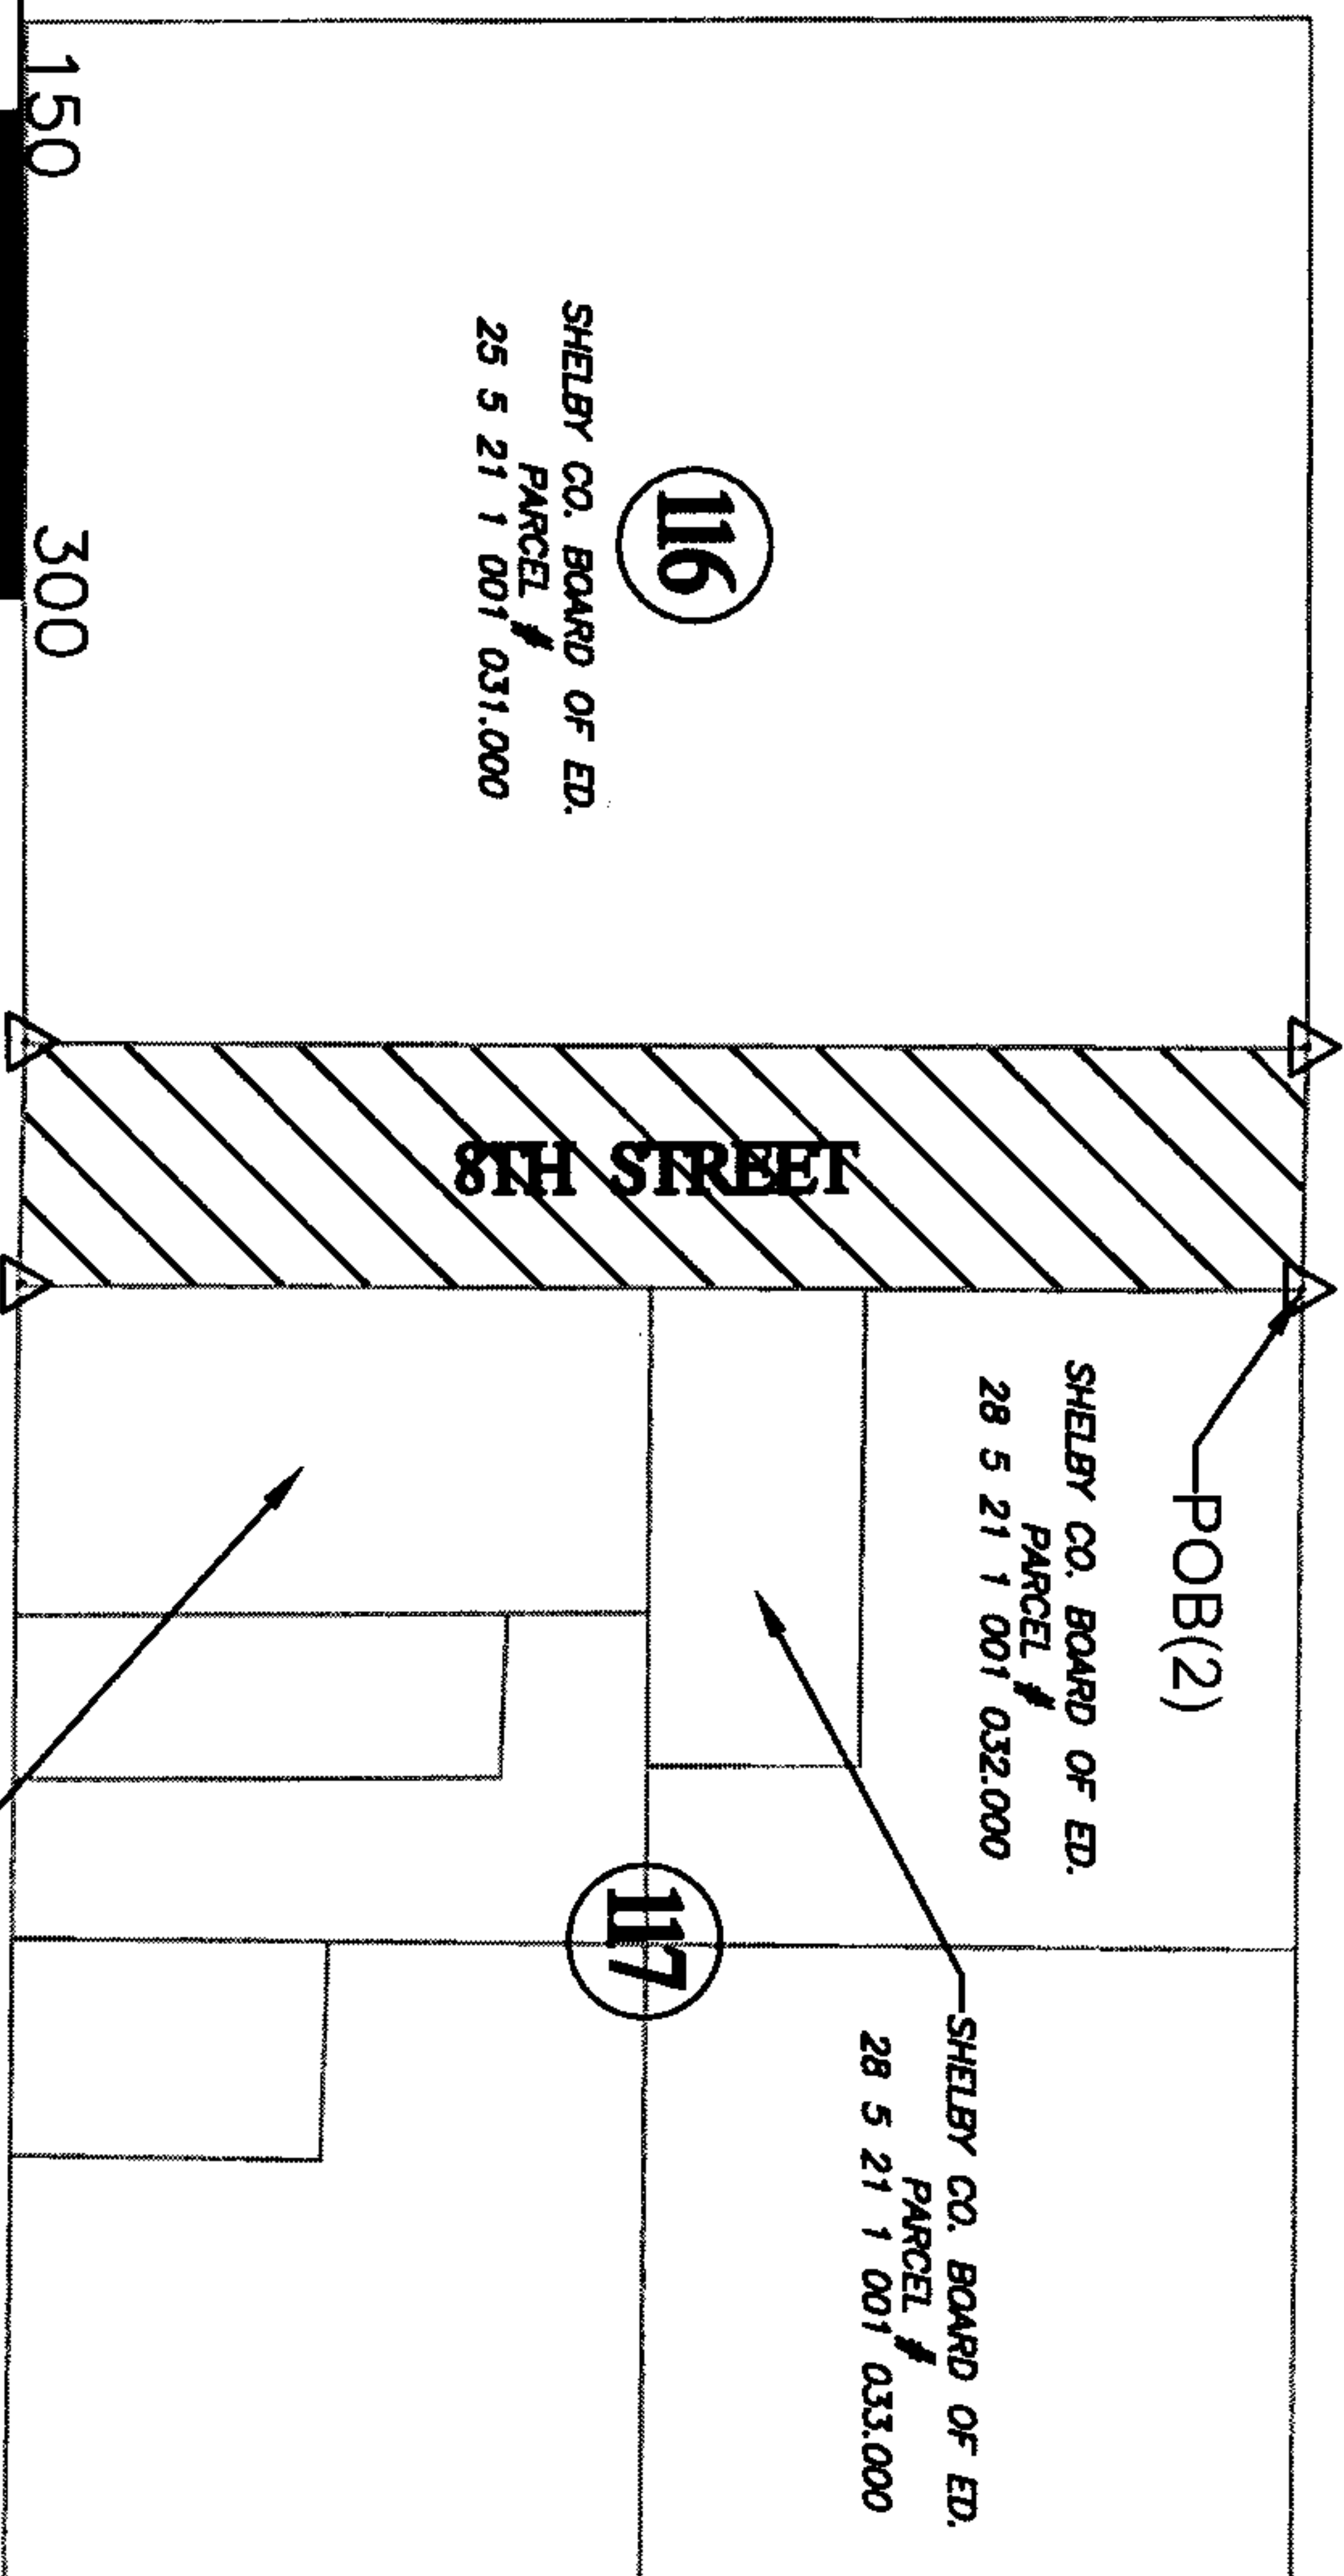 116
SHELBY CO. BOARD OF ED.
PARCEL #
25 5 21 1 001 031.000
150
300
8TH STREET
POB(2)
SHELBY CO. BOARD OF ED.
PARCEL #
28 5 21 1 001 032.000
SHELBY CO. BOARD OF ED.
PARCEL #
28 5 21 1 001 033.000
117